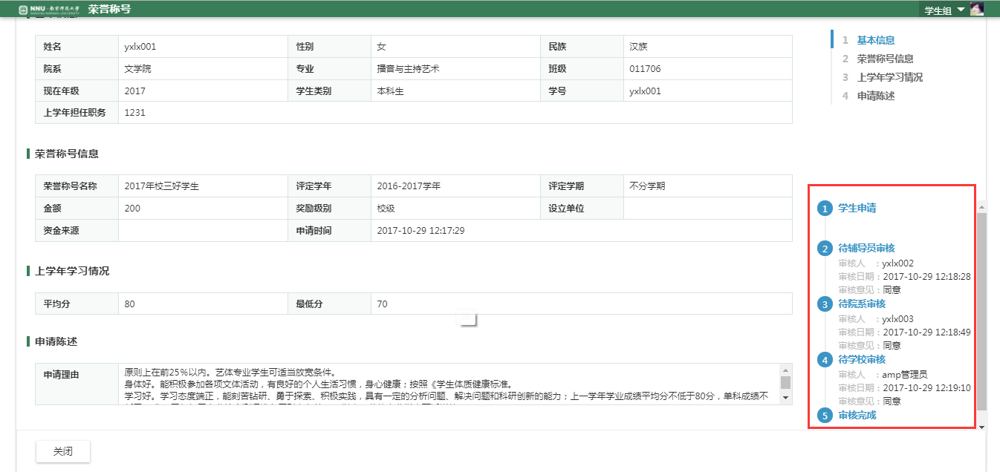 NNU 南京师范大学 荣誉称号 学生组
姓名 yxlx001 性别 女 民族 汉族
院系 文学院 专业 播音与主持艺术 班级 011706
现在年级 2017 学生类别 本科生 学号 yxlx001
上学年担任职务 1231
荣誉称号信息
荣誉称号名称 2017年校三好学生 评定学年 2016-2017学年 评定学期 不分学期
金额 200 奖励级别 校级 设立单位
资金来源 申请时间 2017-10-29 12:17:29
上学年学习情况
平均分 80 最低分 70
申请陈述
申请理由 原则上在前25%以内。艺体专业学生可适当放宽条件。
身体好。能积极参加各项文体活动，有良好的个人生活习惯，身心健康；按照《学生体质健康标准。
学习好。学习态度端正，能刻苦钻研、勇于探索、积极实践，具有一定的分析问题、解决问题和科研创新的能力；上一学年学业成绩平均分不低于80分，单科成绩不
关闭
1 基本信息
2 荣誉称号信息
3 上学年学习情况
4 申请陈述
1 学生申请
2 待辅导员审核
审核人 ：yxlx002
审核日期：2017-10-29 12:18:28
审核意见：同意
3 待院系审核
审核人 ：yxlx003
审核日期：2017-10-29 12:18:49
审核意见：同意
4 待学校审核
审核人 ：amp管理员
审核日期：2017-10-29 12:19:10
审核意见：同意
5 审核完成